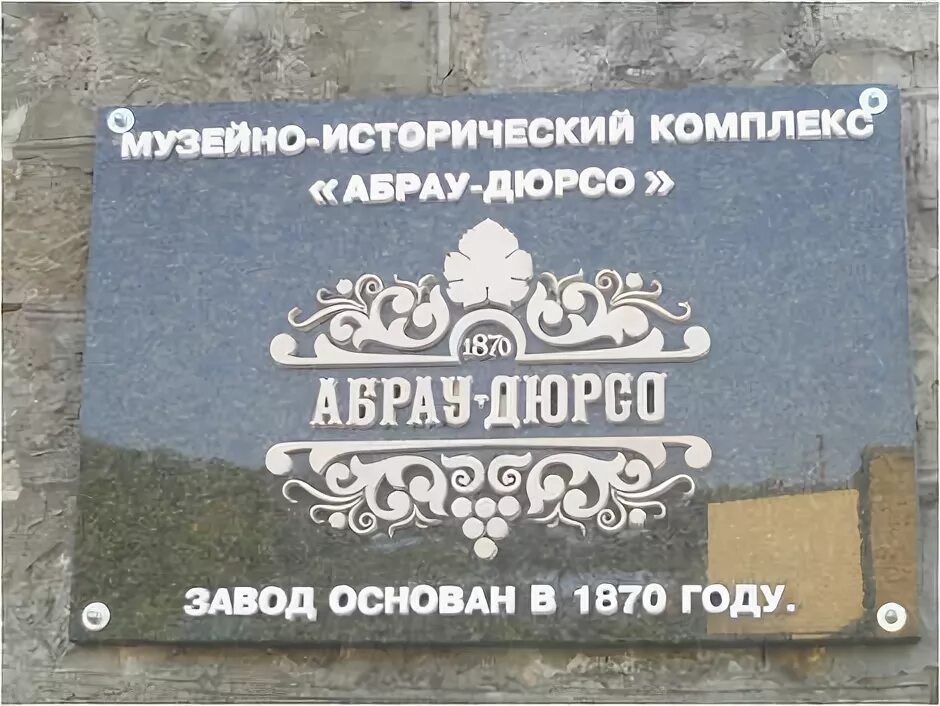 МУЗЕЙНО-ИСТОРИЧЕСКИЙ КОМПЛЕКС
«АБРАУ-ДЮРСО»
1870
АБРАУ-ДЮРСО
ЗАВОД ОСНОВАН В 1870 ГОДУ.